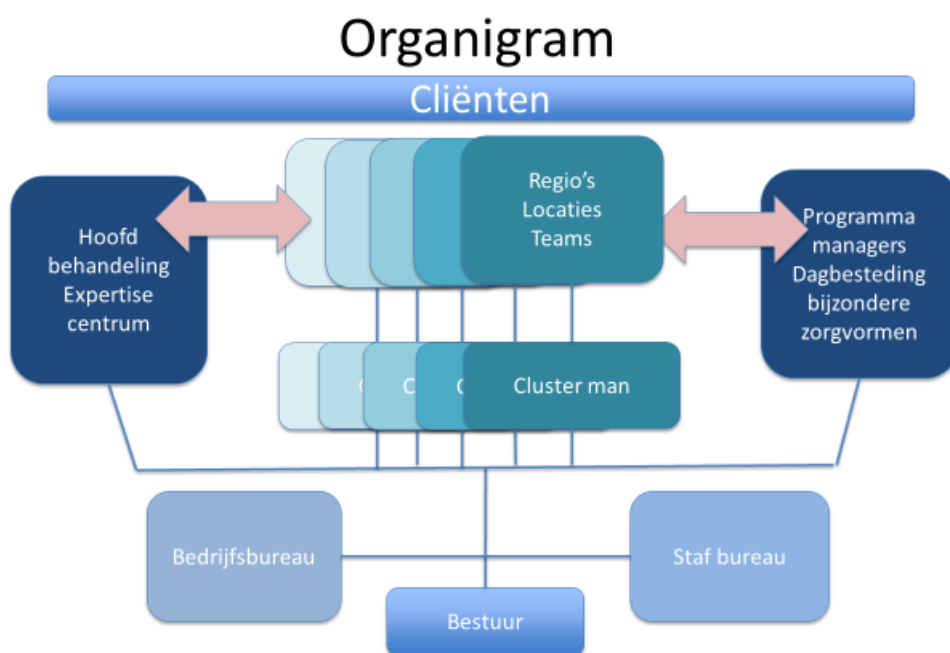 Organigram
Cliënten
Regio's
Locaties
Teams
Hoofd
behandeling
Expertise
centrum
Programma
managers
Dagbesteding
bijzondere
zorgvormen
Cluster man
Bedrijfsbureau
Staf bureau
Bestuur